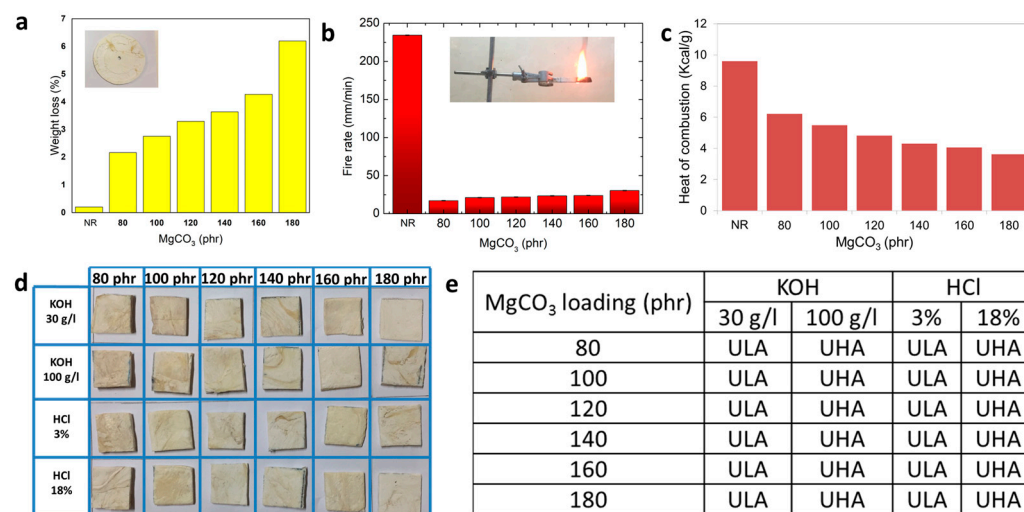 a
7
6
5
4
3
2
1
0
Weight loss (%)
NR 80 100 120 140 160 180
MgCO3 (phr)
b
250
200
150
100
50
0
Fire rate (mm/min)
NR 80 100 120 140 160 180
MgCO3 (phr)
c
12
10
8
6
4
2
0
Heat of combustion (Kcal/g)
NR 80 100 120 140 160 180
MgCO3 (phr)
d
80 phr 100 phr 120 phr 140 phr 160 phr 180 phr
KOH
30 g/l
KOH
100 g/l
HCl
3%
HCl
18%
e
MgCO3 loading (phr) KOH HCl
30 g/l 100 g/l 3% 18%
80 ULA UHA ULA UHA
100 ULA UHA ULA UHA
120 ULA UHA ULA UHA
140 ULA UHA ULA UHA
160 ULA UHA ULA UHA
180 ULA UHA ULA UHA